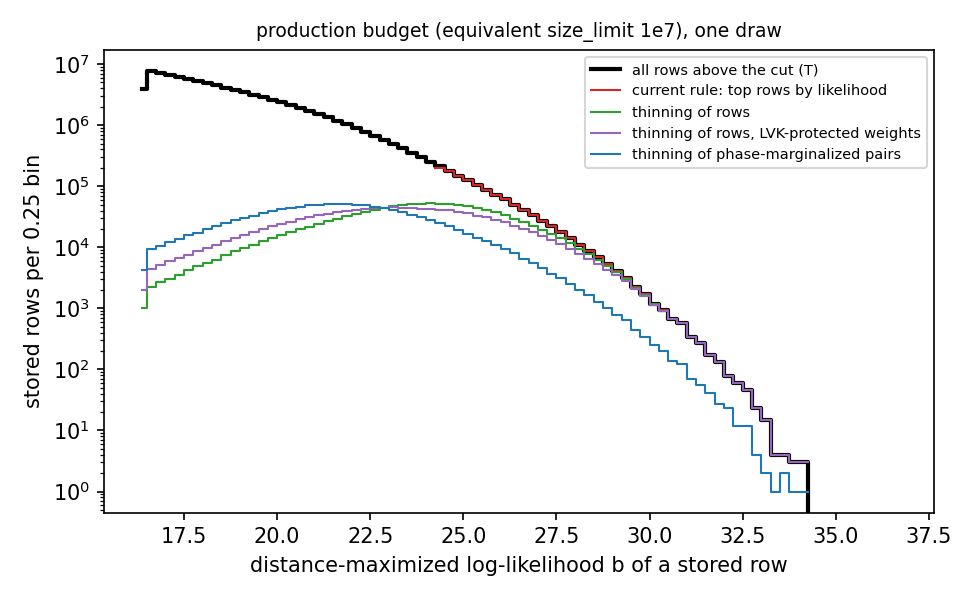 production budget (equivalent size_limit 1e7), one draw
all rows above the cut (T)
current rule: top rows by likelihood
thinning of rows
thinning of rows, LVK-protected weights
thinning of phase-marginalized pairs
stored rows per 0.25 bin
10^7
10^6
10^5
10^4
10^3
10^2
10^1
10^0
17.5 20.0 22.5 25.0 27.5 30.0 32.5 35.0 37.5
distance-maximized log-likelihood b of a stored row